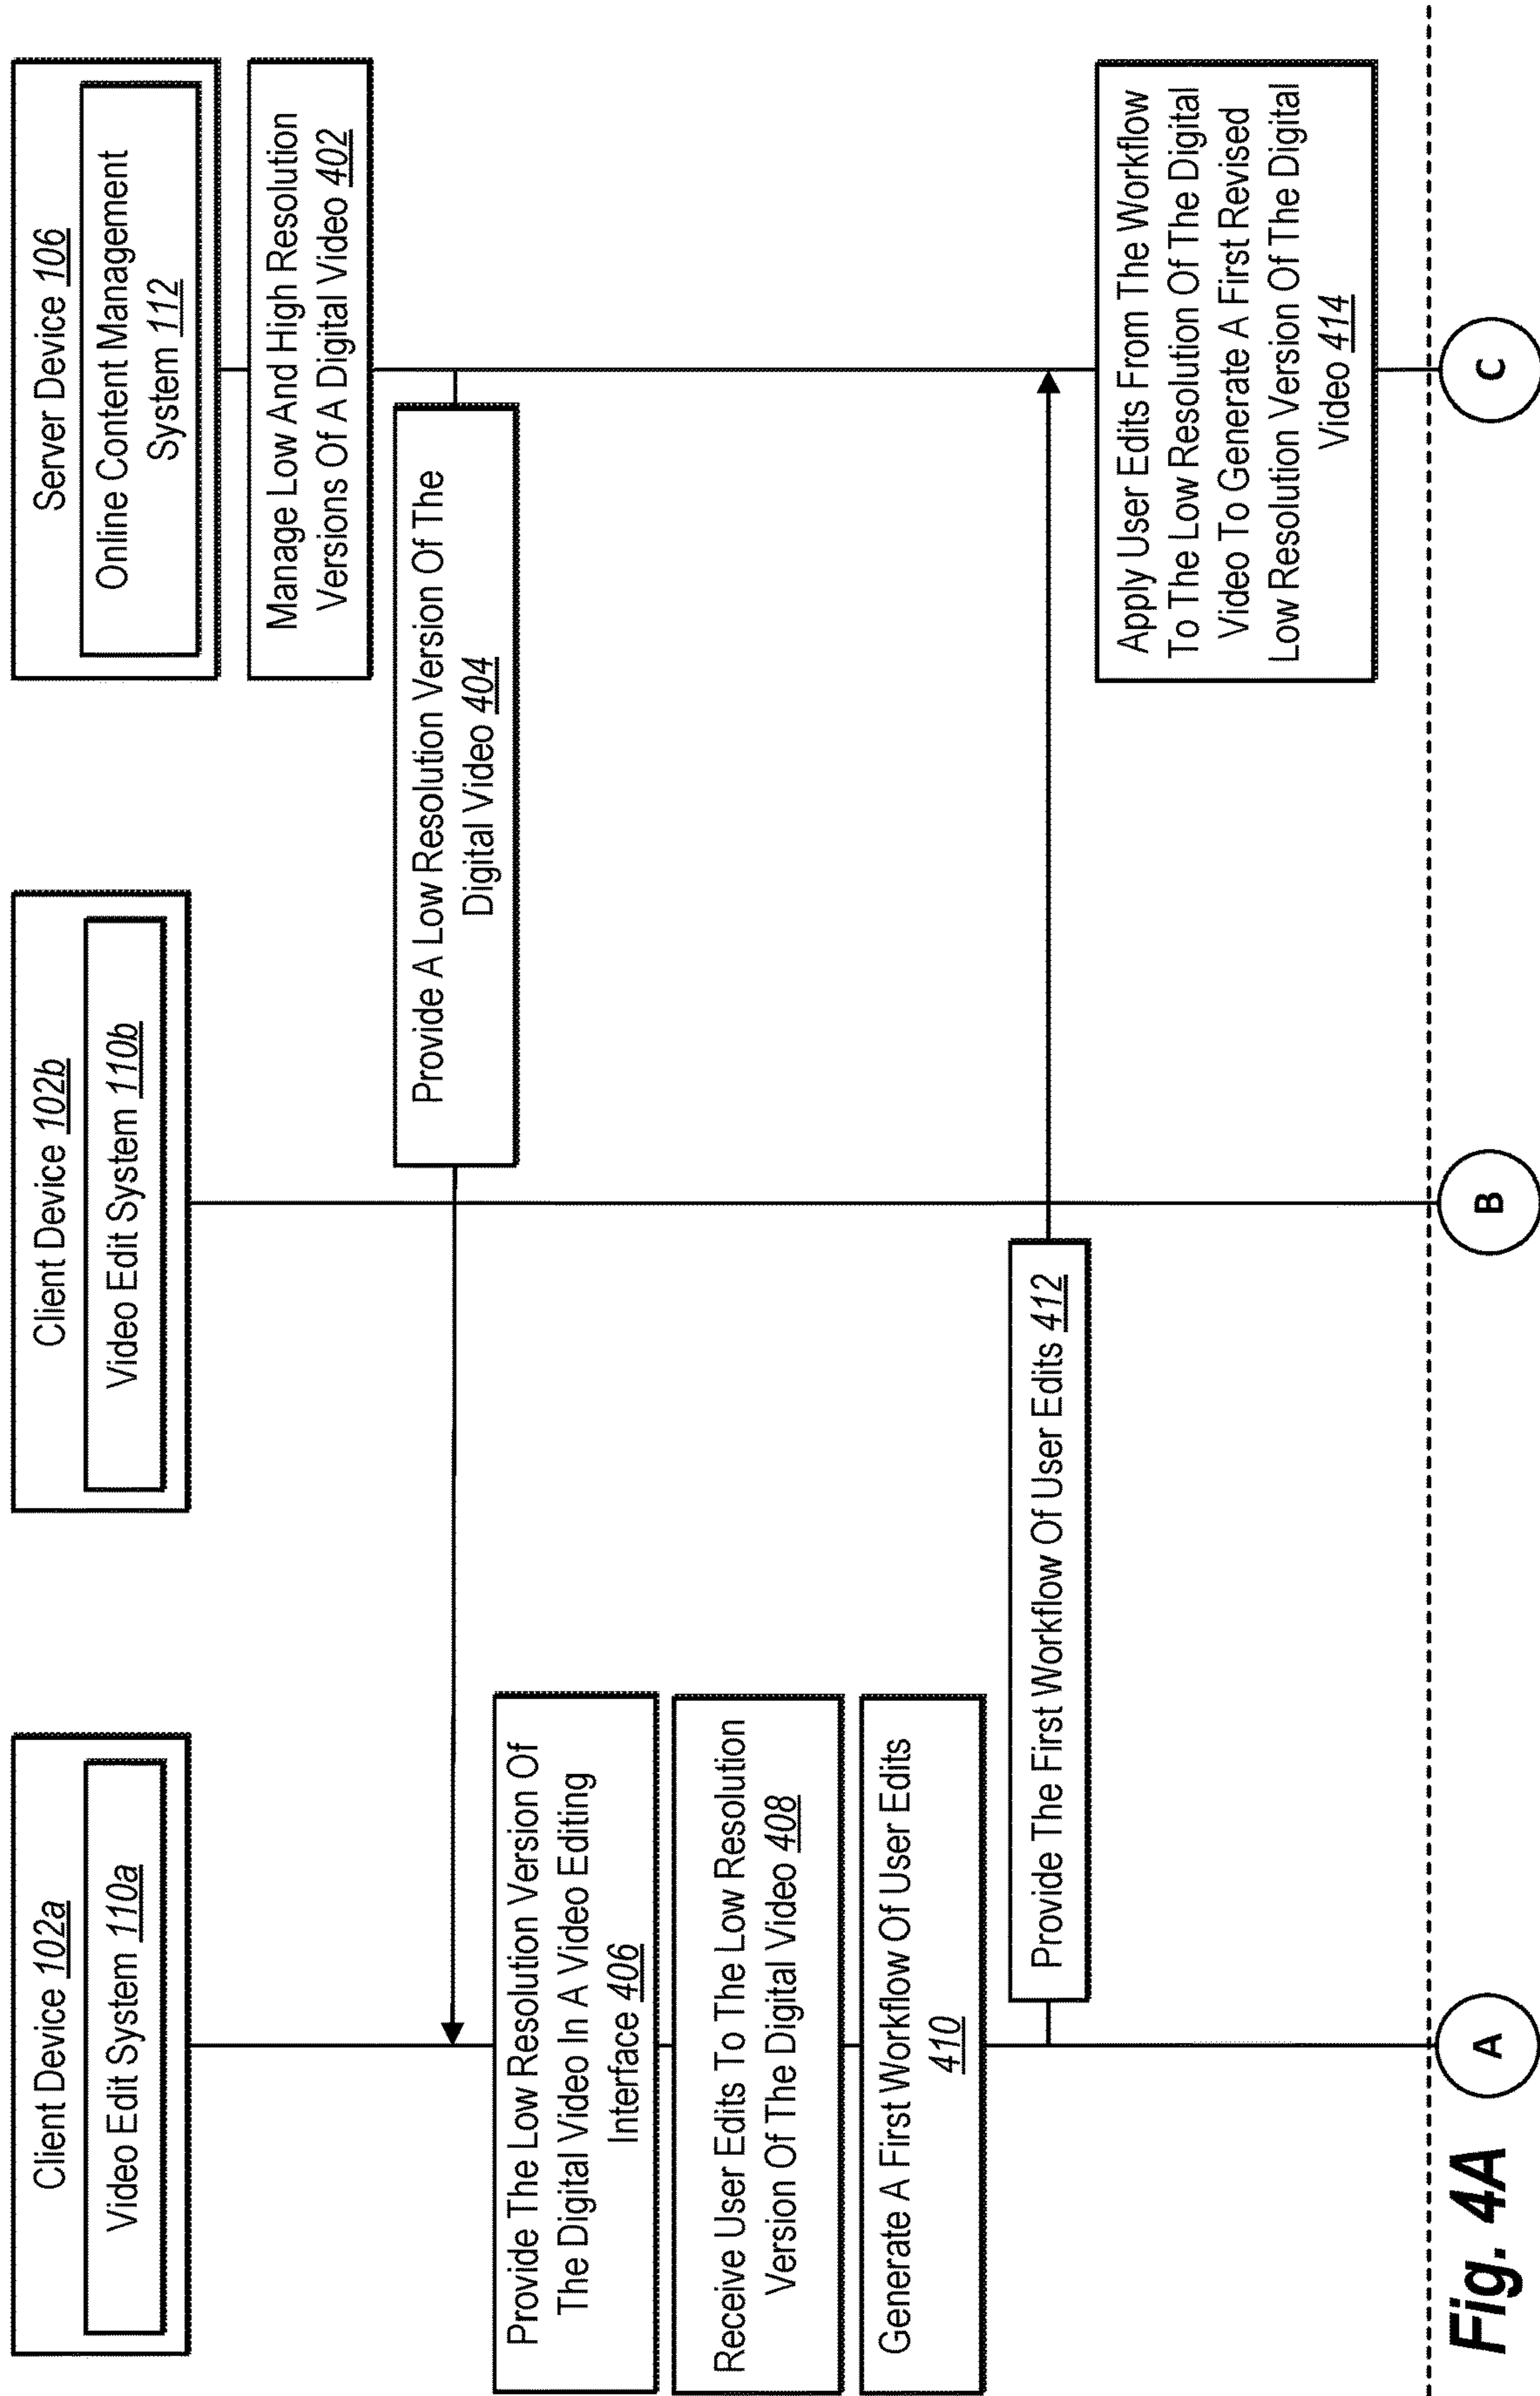 Client Device 102a
Video Edit System 110a
Client Device 102b
Video Edit System 110b
Server Device 106
Online Content Management
System 112
Manage Low And High Resolution
Versions Of A Digital Video 402
Provide A Low Resolution Version Of The
Digital Video 404
Provide The Low Resolution Version Of
The Digital Video In A Video Editing
Interface 406
Receive User Edits To The Low Resolution
Version Of The Digital Video 408
Generate A First Workflow Of User Edits
410
Provide The First Workflow Of User Edits 412
Apply User Edits From The Workflow
To The Low Resolution Of The Digital
Video To Generate A First Revised
Low Resolution Version Of The Digital
Video 414
A
B
C
Fig. 4A